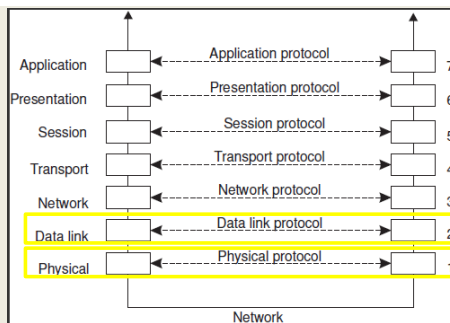 Application Application protocol 7
Presentation Presentation protocol 6
Session Session protocol 5
Transport Transport protocol 4
Network Network protocol 3
Data link Data link protocol 2
Physical Physical protocol 1
Network